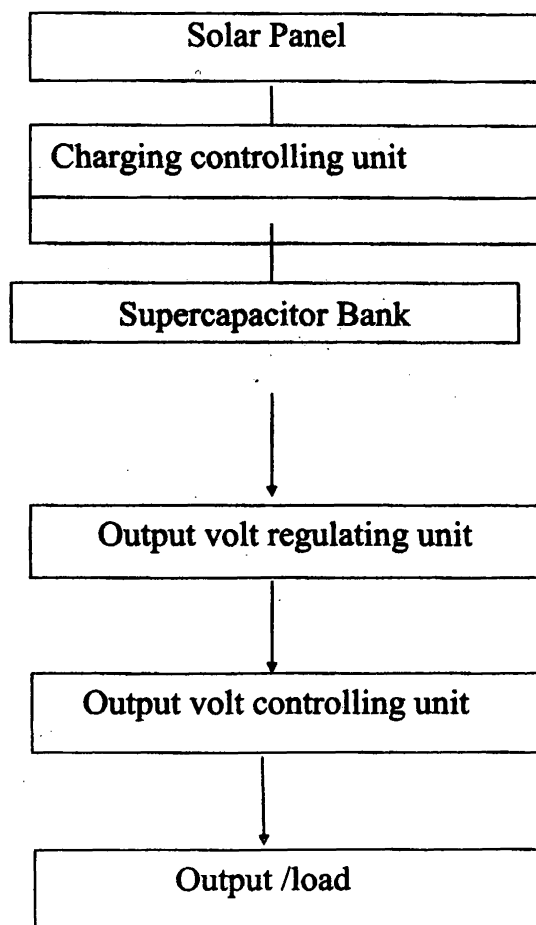 Solar Panel
Charging controlling unit
Supercapacitor Bank
Output volt regulating unit
Output volt controlling unit
Output /load